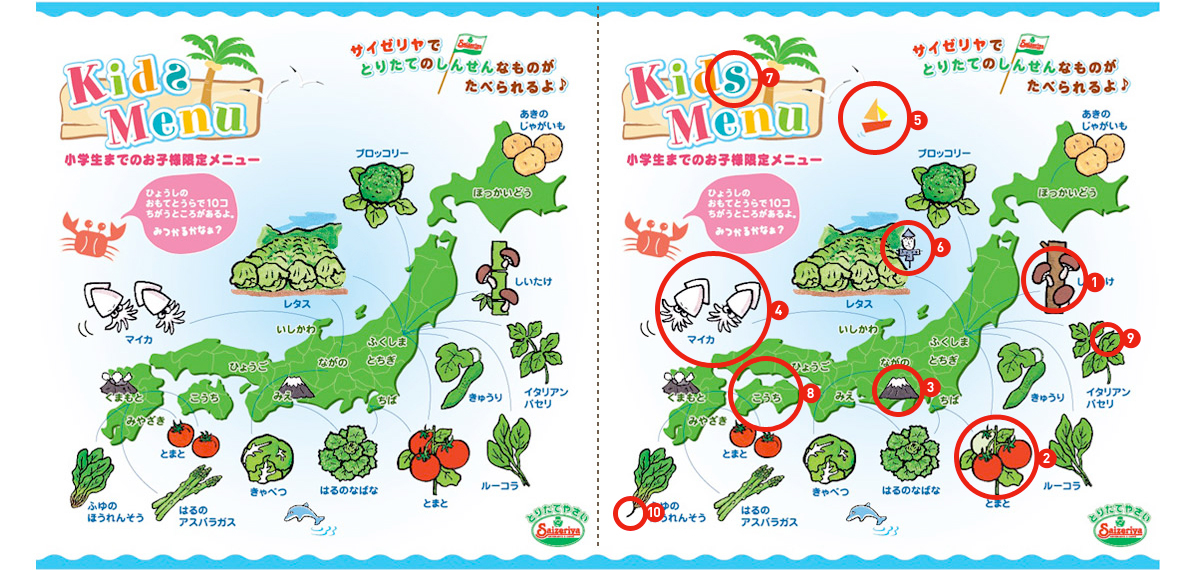 Kids
Menu
小学生までのお子様限定メニュー
サイゼリヤで
Saizeriya
とりたてのしんせんなものが
たべられるよ♪
ひょうしの
おもてとうらで10コ
ちがうところがあるよ。
みつかるかなぁ?
あきの
じゃがいも
ブロッコリー
ほっかいどう
レタス
しいたけ
マイカ
いしかわ
ふくしま
とちぎ
ひょうご
ながの
くまもと
こうち
みえ
ちば
きゅうり
イタリアン
パセリ
みやざき
とまと
ふゆの
ほうれんそう
はるの
アスパラガス
きゃべつ
はるのなばな
とまと
ルーコラ
とりたてやさい
Saizeriya
Kids
Menu
小学生までのお子様限定メニュー
サイゼリヤで
Saizeriya
とりたてのしんせんなものが
たべられるよ♪
7
5
ひょうしの
おもてとうらで10コ
ちがうところがあるよ。
みつかるかなぁ?
あきの
じゃがいも
ブロッコリー
ほっかいどう
6
レタス
し
け
1
4
マイカ
いしかわ
ふくしま
とちぎ
9
ひょうご
ながの
くまもと
こうち
8
みえ
3
ちば
きゅうり
イタリアン
パセリ
みやざき
とまと
2
10
ゆの
うれんそう
はるの
アスパラガス
きゃべつ
はるのなばな
とまと
ルーコラ
とりたてやさい
Saizeriya